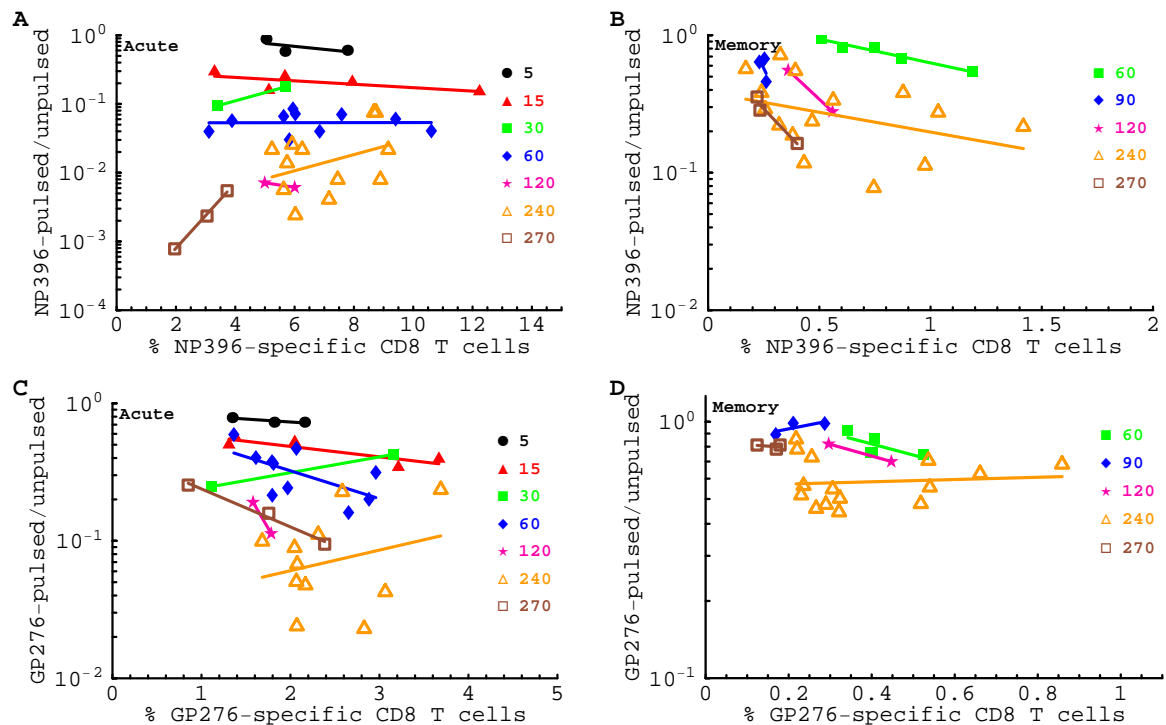 A
B
Acute
Memory
NP396-pulsed/unpulsed
10^0
10^-1
10^-2
10^-3
10^-4
0 2 4 6 8 10 12 14
% NP396-specific CD8 T cells
5
15
30
60
120
240
270
NP396-pulsed/unpulsed
10^0
10^-1
10^-2
0 0.5 1 1.5 2
% NP396-specific CD8 T cells
60
90
120
240
270
C
D
Acute
Memory
GP276-pulsed/unpulsed
10^0
10^-1
10^-2
0 1 2 3 4 5
% GP276-specific CD8 T cells
5
15
30
60
120
240
270
GP276-pulsed/unpulsed
10^0
10^-1
0 0.2 0.4 0.6 0.8 1
% GP276-specific CD8 T cells
60
90
120
240
270